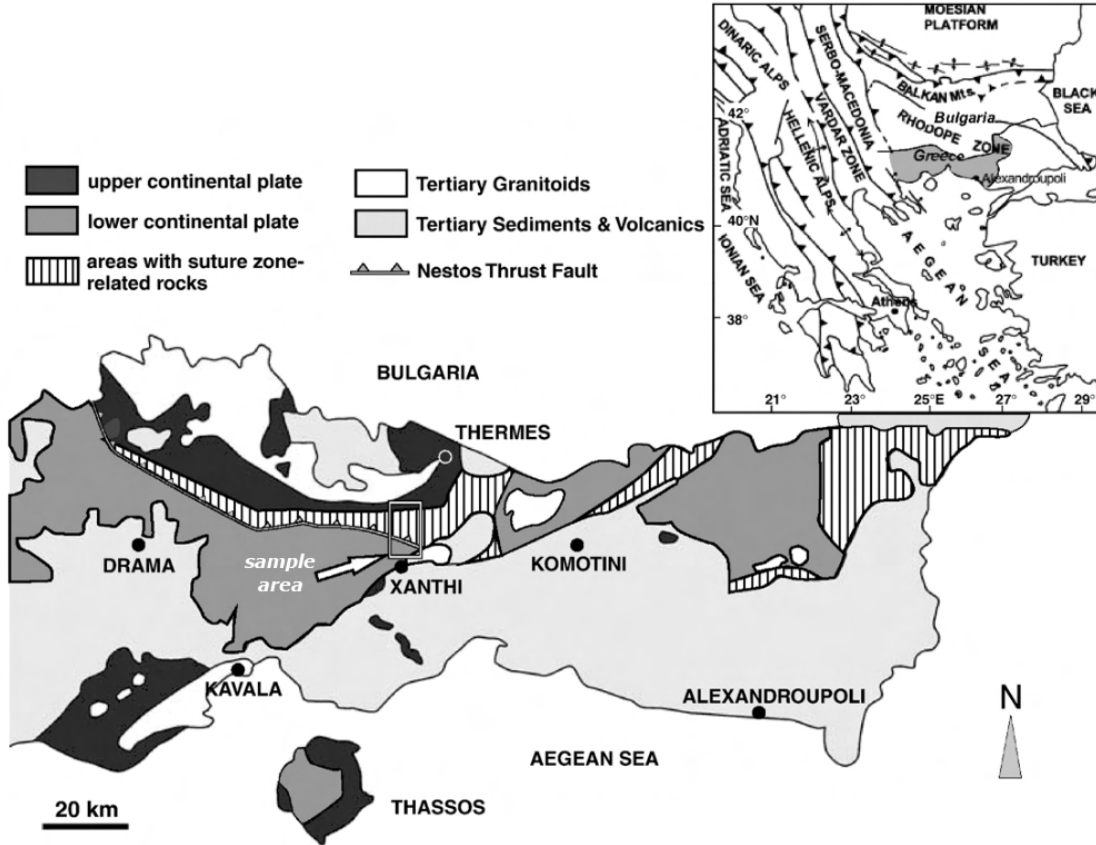 MOESIAN
PLATFORM
DINARIC ALPS
SERBO-MACEDONIA
VARDAR ZONE
HELLENIC ALPS
BALKAN Mts.
BLACK
SEA
RHODOPE ZONE
Bulgaria
Greece
Alexandroupoli
ADRIATIC SEA
IONIAN SEA
AEGEAN
SEA
TURKEY
Athens
42°
40°N
38°
21°
23°
25°E
27°
29°
upper continental plate
lower continental plate
areas with suture zone-
related rocks
Tertiary Granitoids
Tertiary Sediments & Volcanics
Nestos Thrust Fault
BULGARIA
THERMES
DRAMA
sample
area
XANTHI
KOMOTINI
KAVALA
ALEXANDROUPOLI
AEGEAN SEA
THASSOS
N
20 km